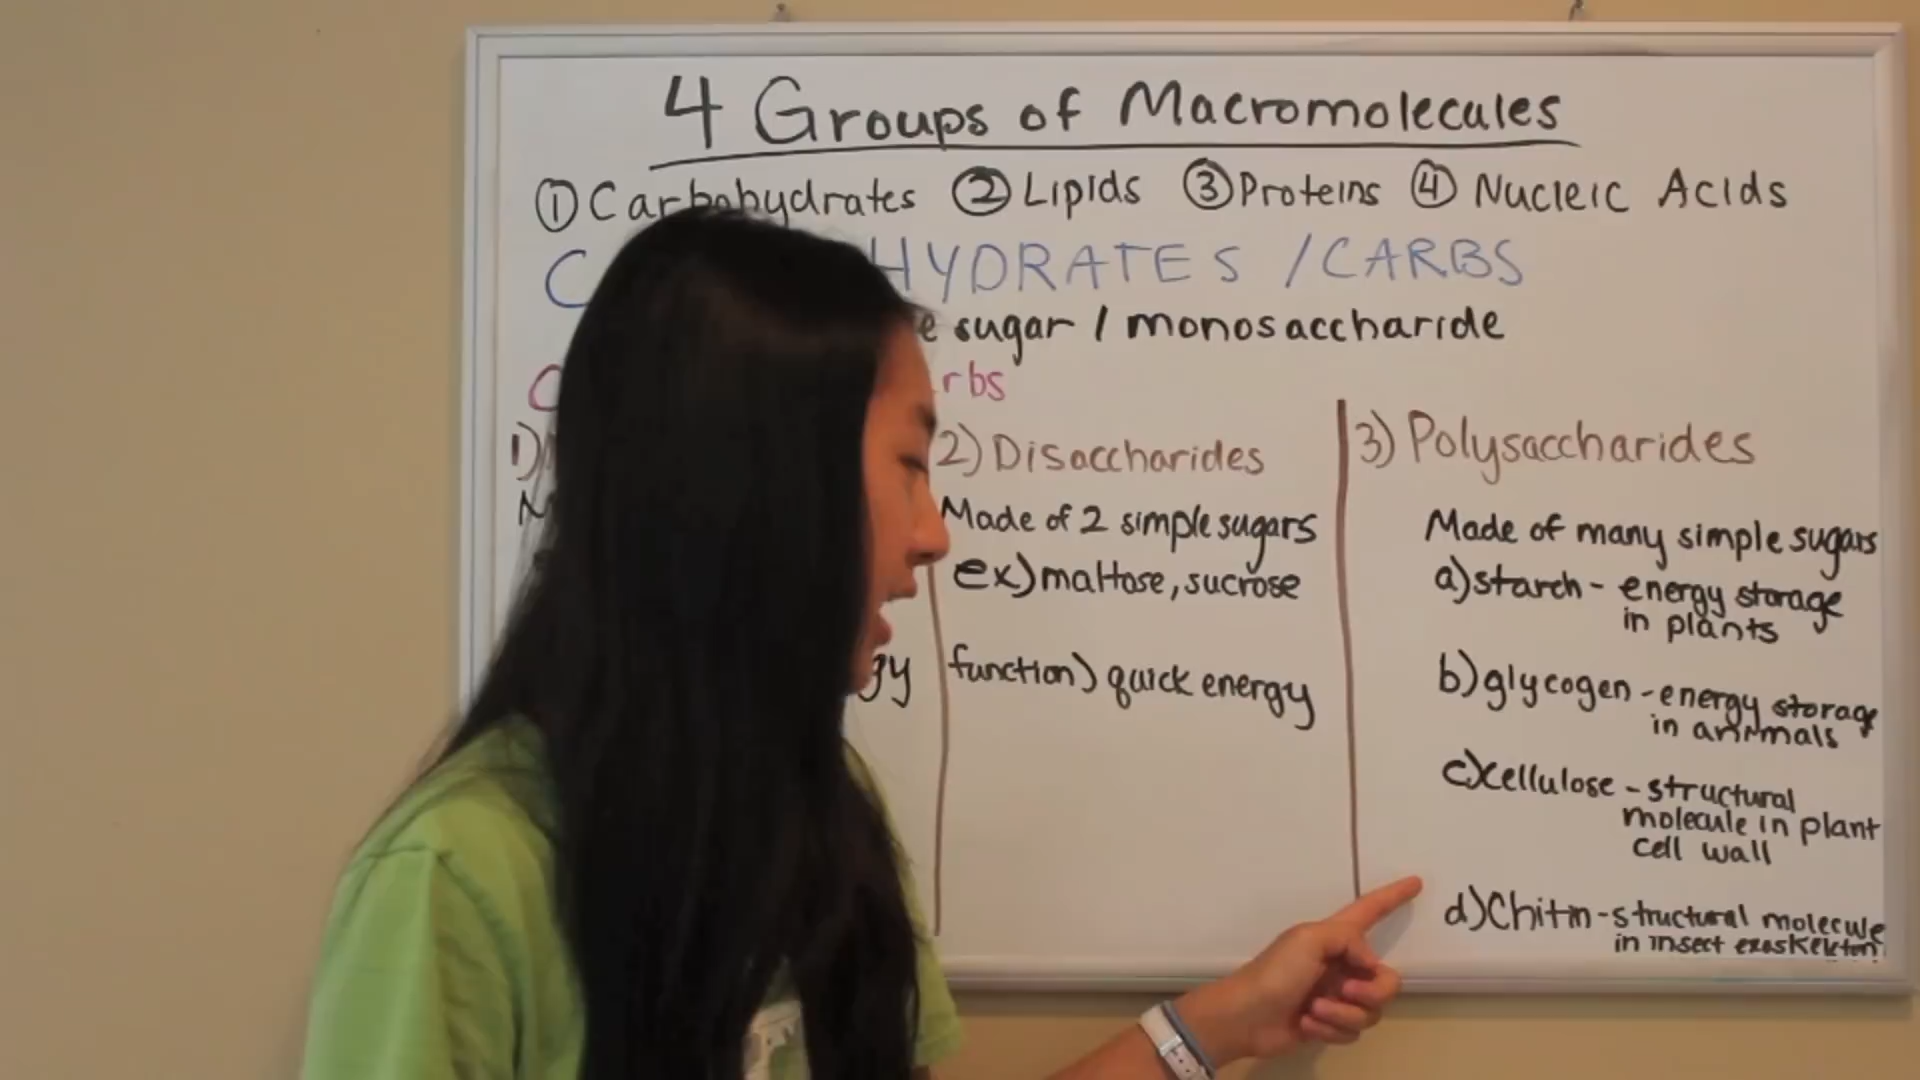 4 Groups of Macromolecules
① Carbohydrates ② Lipids ③ Proteins ④ Nucleic Acids
HYDRATES / CARBS
sugar / monosaccharide
1)
2) Disaccharides
Made of 2 simple sugars
ex) maltose, sucrose
function) quick energy
3) Polysaccharides
Made of many simple sugars
a) starch - energy storage
in plants
b) glycogen - energy storage
in animals
c) cellulose - structural
molecule in plant
cell wall
d) Chitin - structural molecule
in insect exoskeleton